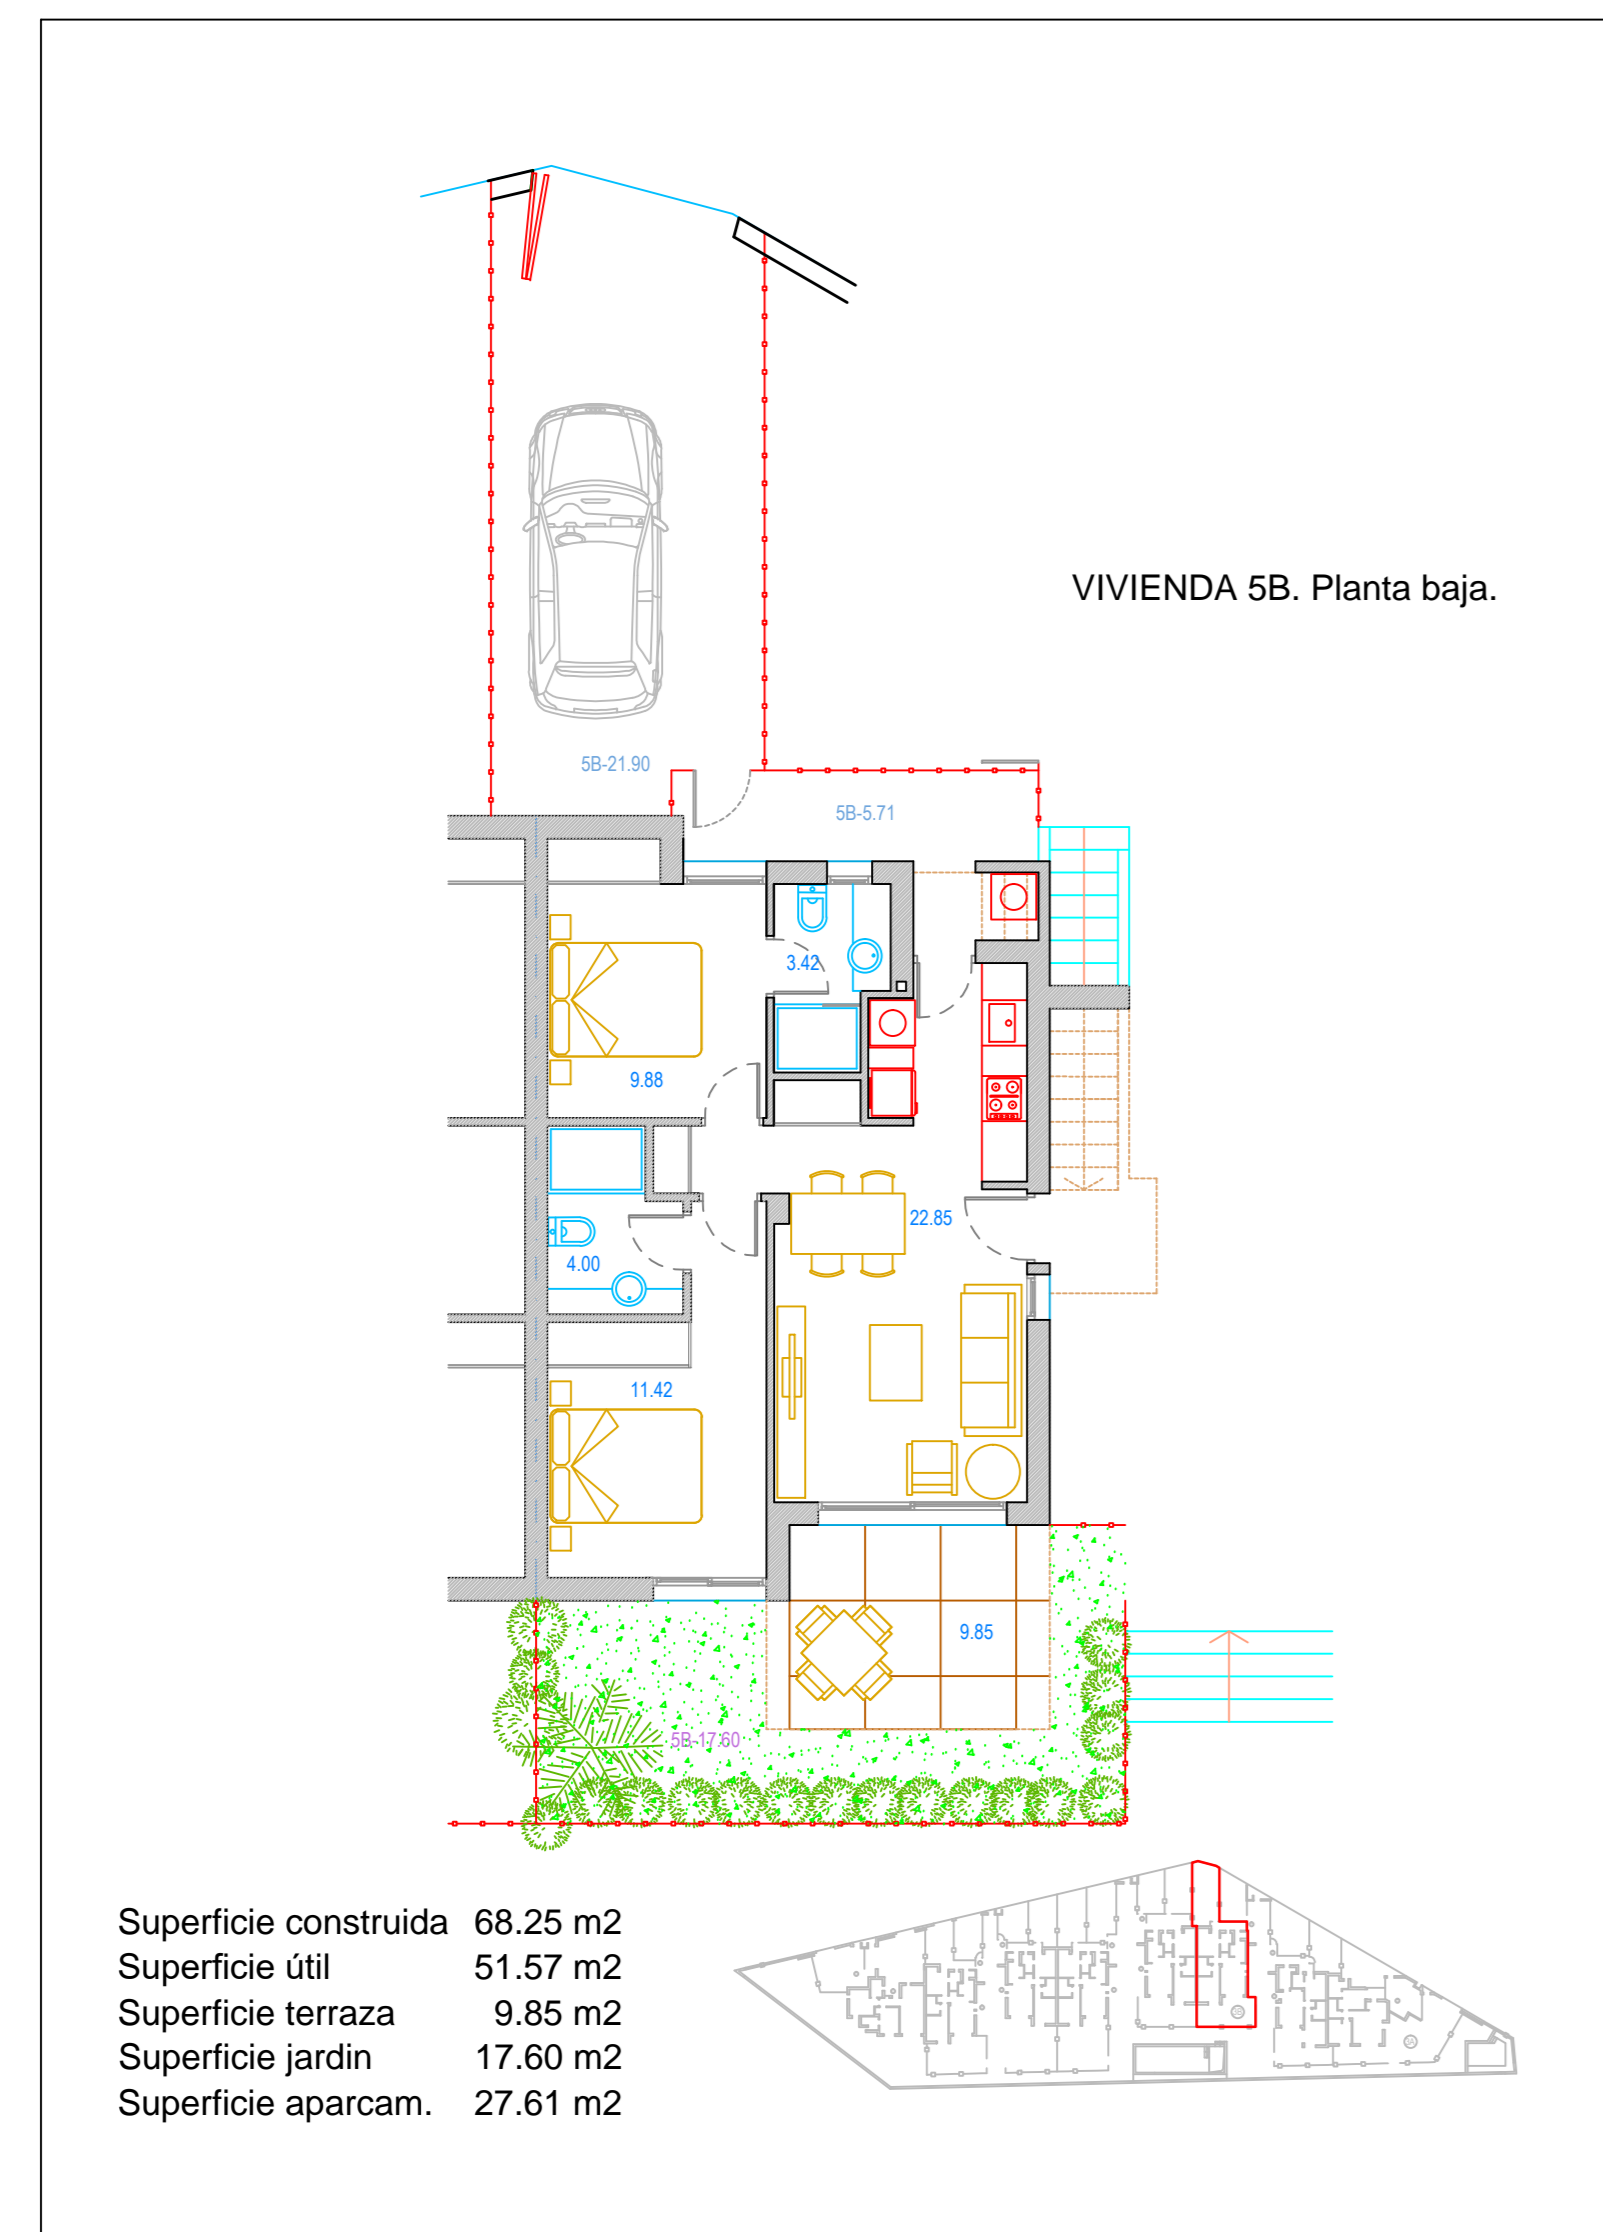 VIVIENDA 5B. Planta baja.
5B-21.90
5B-5.71
3.42
9.88
22.85
4.00
11.42
9.85
5B-17.60
Superficie construida 68.25 m2
Superficie útil 51.57 m2
Superficie terraza 9.85 m2
Superficie jardin 17.60 m2
Superficie aparcam. 27.61 m2